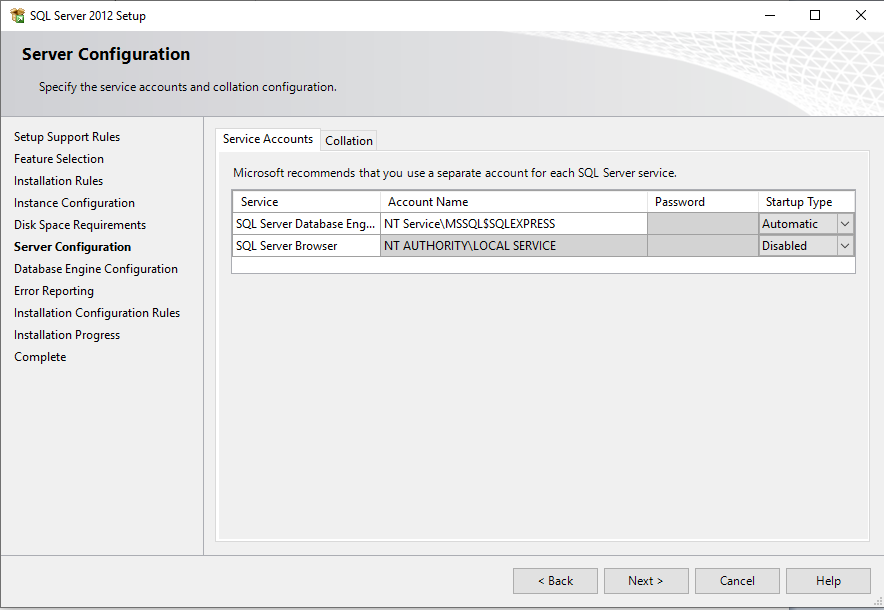 SQL Server 2012 Setup
Server Configuration
Specify the service accounts and collation configuration.
Setup Support Rules
Feature Selection
Installation Rules
Instance Configuration
Disk Space Requirements
Server Configuration
Database Engine Configuration
Error Reporting
Installation Configuration Rules
Installation Progress
Complete
Service Accounts Collation
Microsoft recommends that you use a separate account for each SQL Server service.
Service Account Name Password Startup Type
SQL Server Database Eng... NT Service\MSSQL$SQLEXPRESS Automatic
SQL Server Browser NT AUTHORITY\LOCAL SERVICE Disabled
< Back Next > Cancel Help